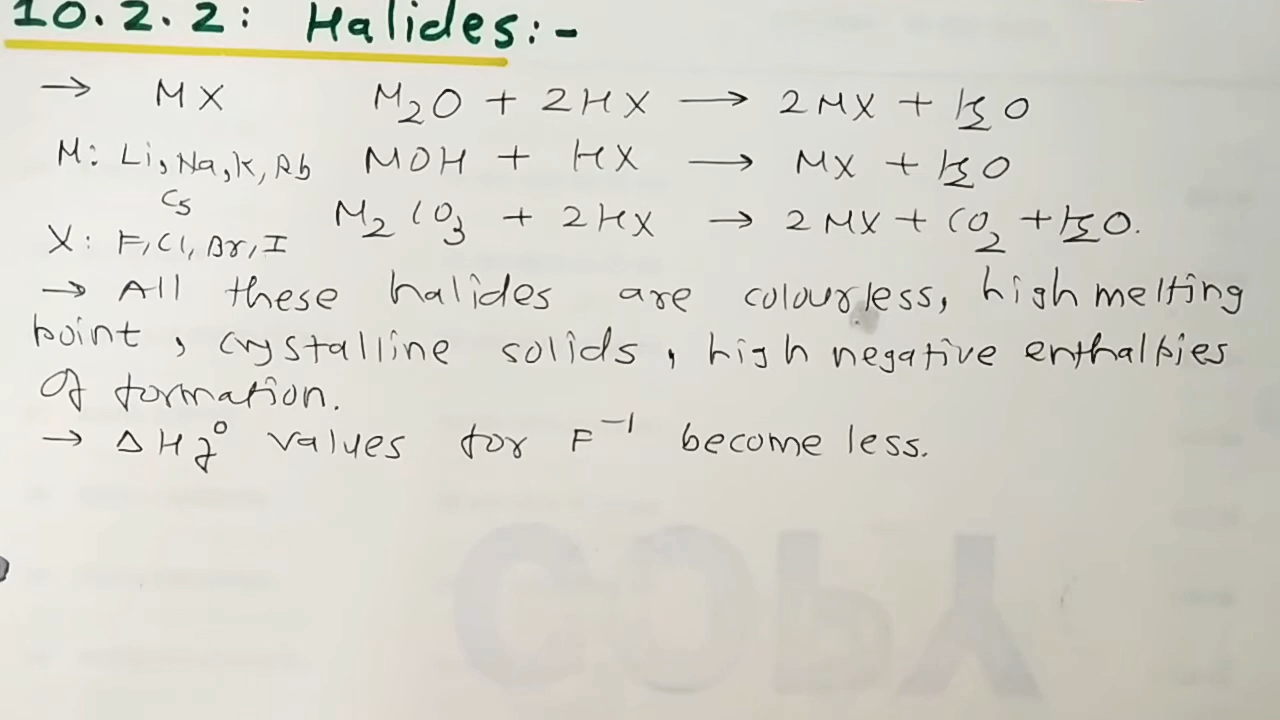 10.2.2: Halides:-
→ MX M₂O + 2HX → 2MX + H₂O
M: Li, Na, K, Rb MOH + HX → MX + H₂O
Cs M₂CO₃ + 2HX → 2MX + CO₂ + H₂O.
X: F, Cl, Br, I
→ All these halides are colourless, high melting
point, crystalline solids, high negative enthalpies
of formation.
→ ΔHf⁰ values for F⁻¹ become less.